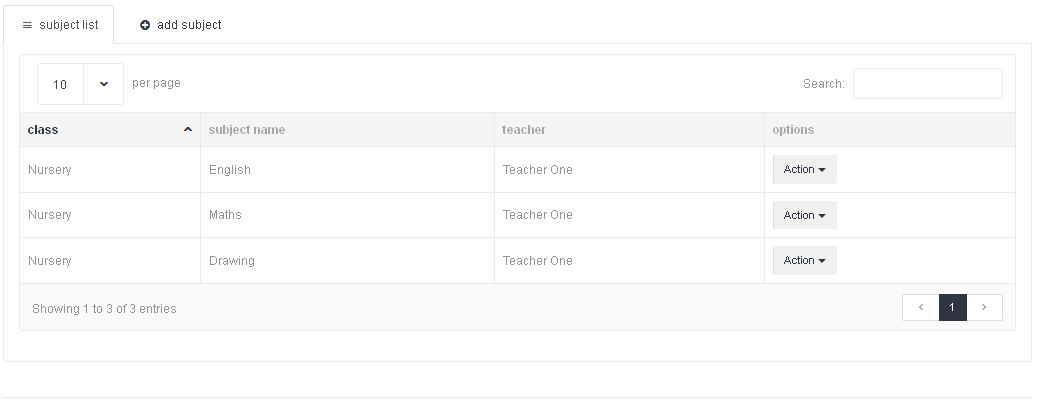 subject list add subject
10 per page Search:
class subject name teacher options
Nursery English Teacher One Action
Nursery Maths Teacher One Action
Nursery Drawing Teacher One Action
Showing 1 to 3 of 3 entries 1